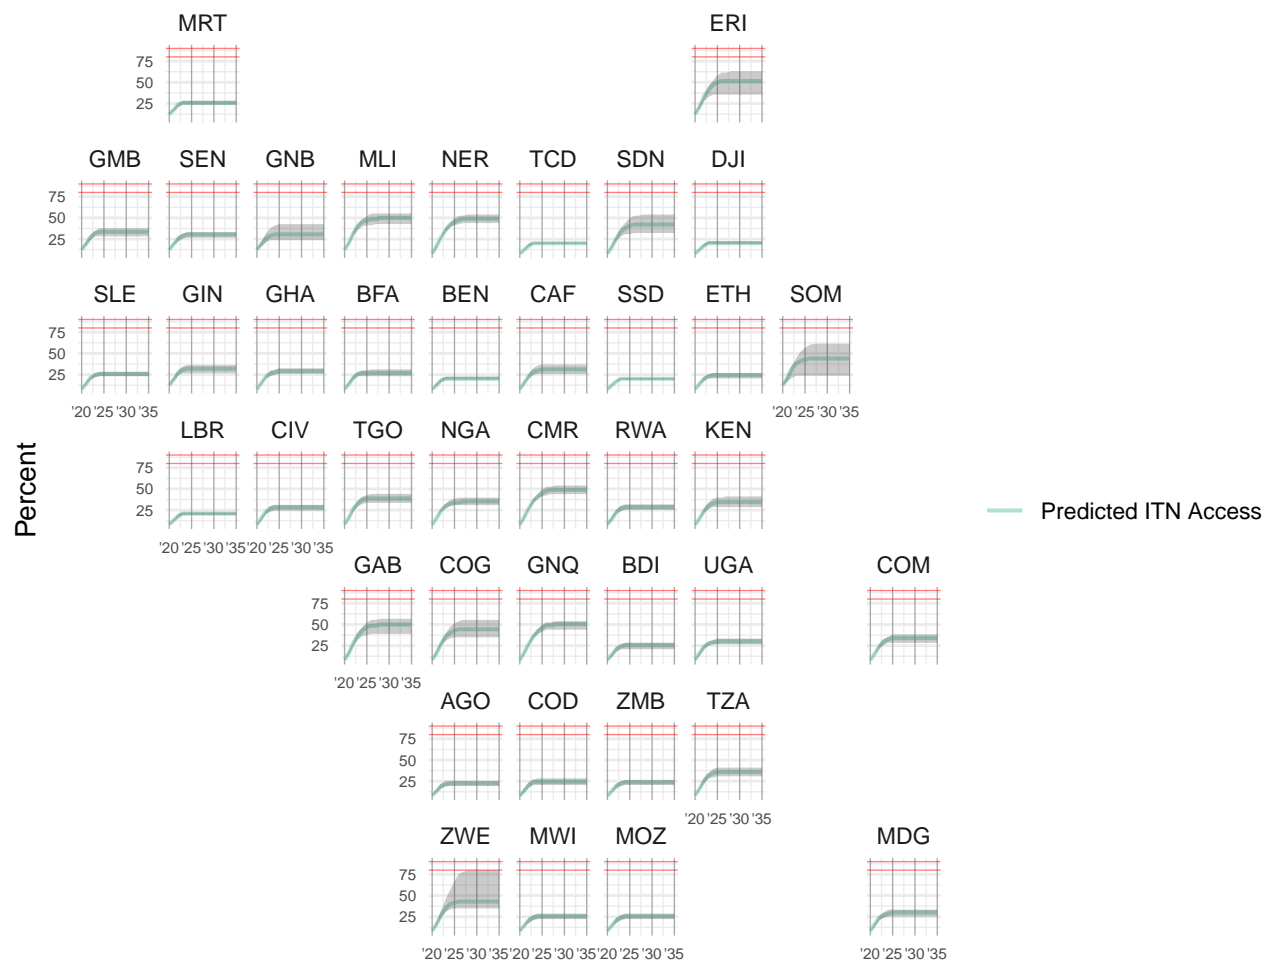 MRT ERI
75
50
25
GMB SEN GNB MLI NER TCD SDN DJI
75
50
25
SLE GIN GHA BFA BEN CAF SSD ETH SOM
75
50
25
'20 '25 '30 '35 '20 '25 '30 '35
LBR CIV TGO NGA CMR RWA KEN
75
50
25
'20 '25 '30 '35 '20 '25 '30 '35
GAB COG GNQ BDI UGA COM
75
50
25
'20 '25 '30 '35
AGO COD ZMB TZA
75
50
25
'20 '25 '30 '35
ZWE MWI MOZ MDG
75
50
25
'20 '25 '30 '35 '20 '25 '30 '35 '20 '25 '30 '35 '20 '25 '30 '35
Percent
Predicted ITN Access